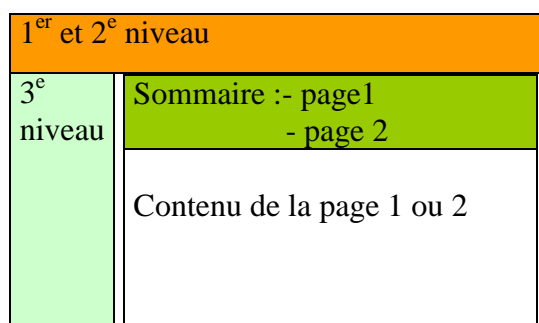 1er et 2e niveau
3e
niveau
Sommaire :- page1
- page 2
Contenu de la page 1 ou 2